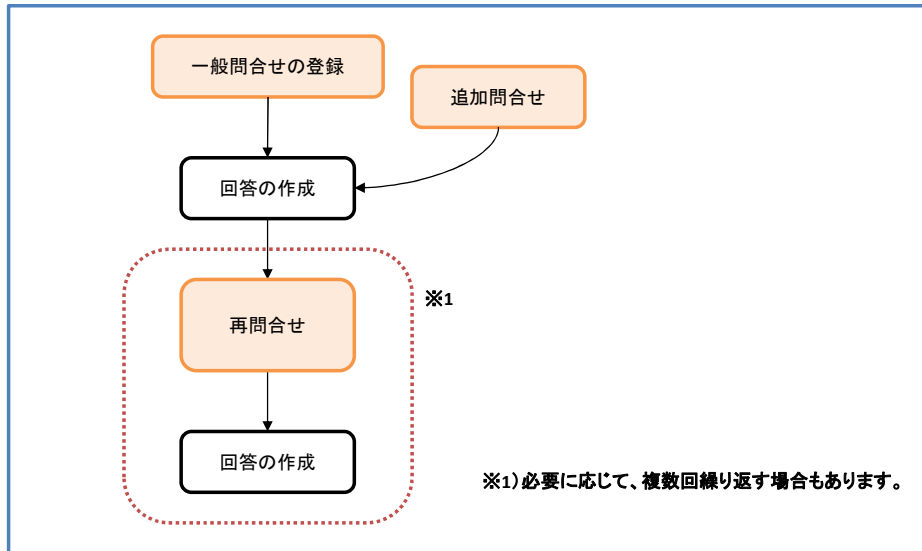 一般問合せの登録
追加問合せ
回答の作成
再問合せ
※1
回答の作成
※1)必要に応じて、複数回繰り返す場合もあります。